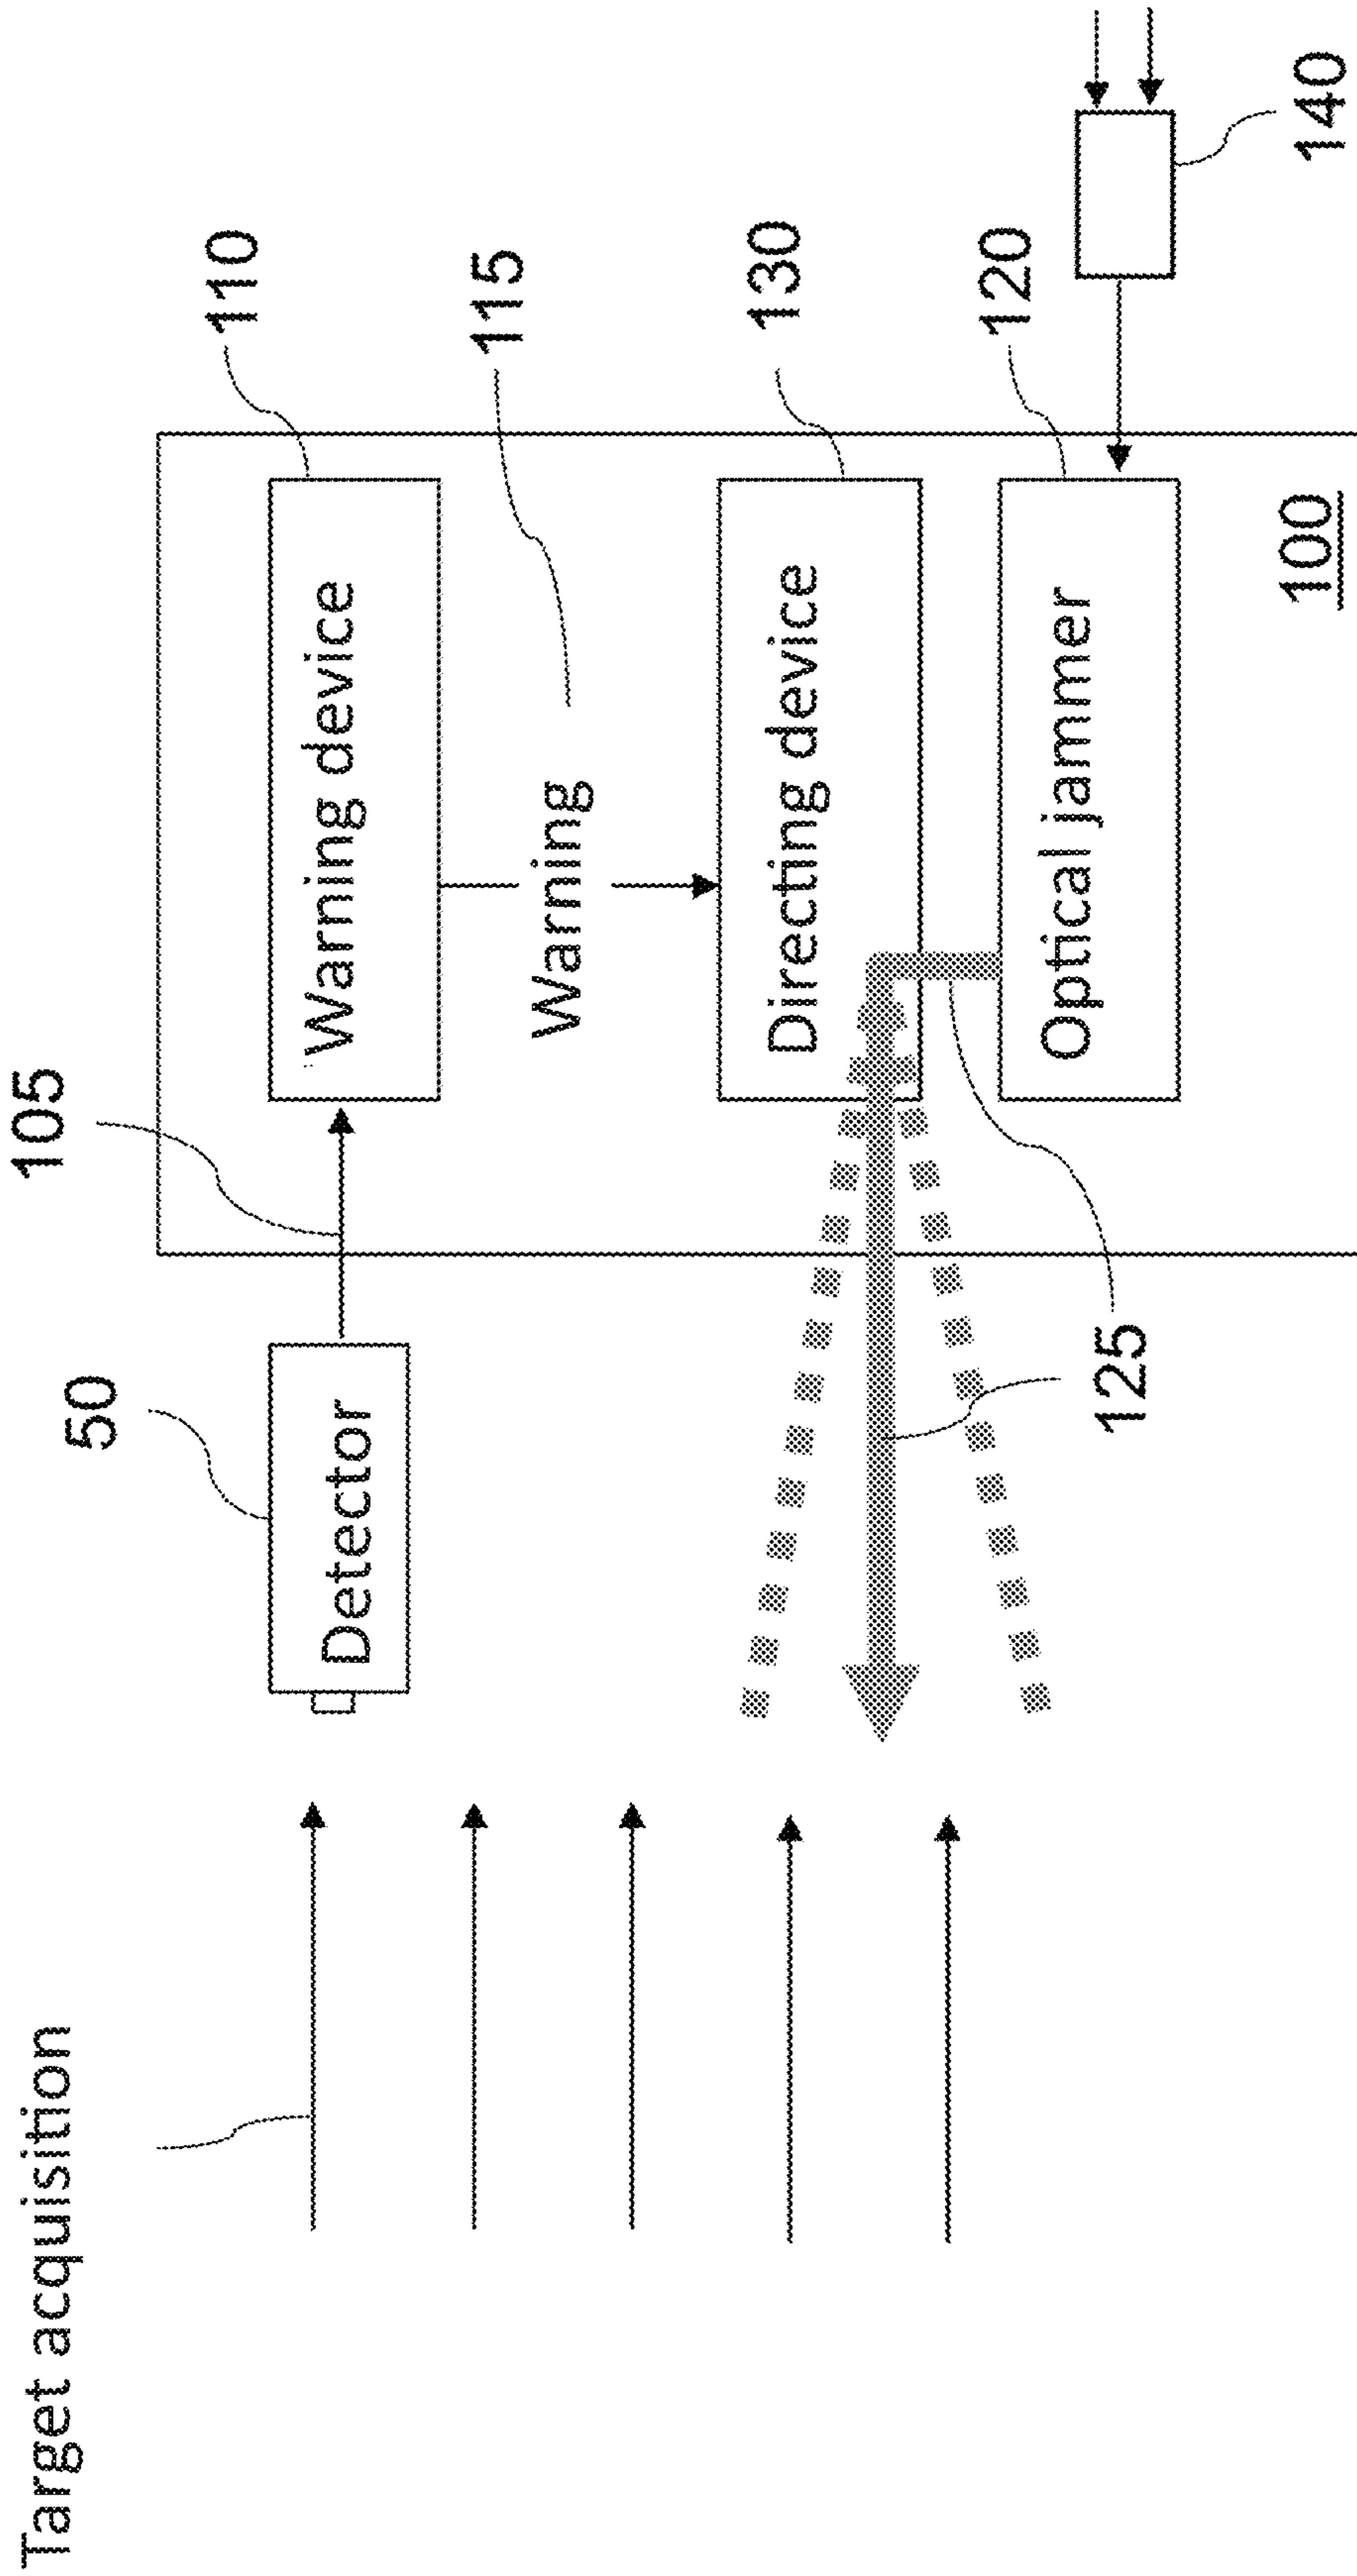 Target acquisition
50
105
Detector
Warning device
110
Warning
115
Directing device
130
Optical jammer
120
125
100
140